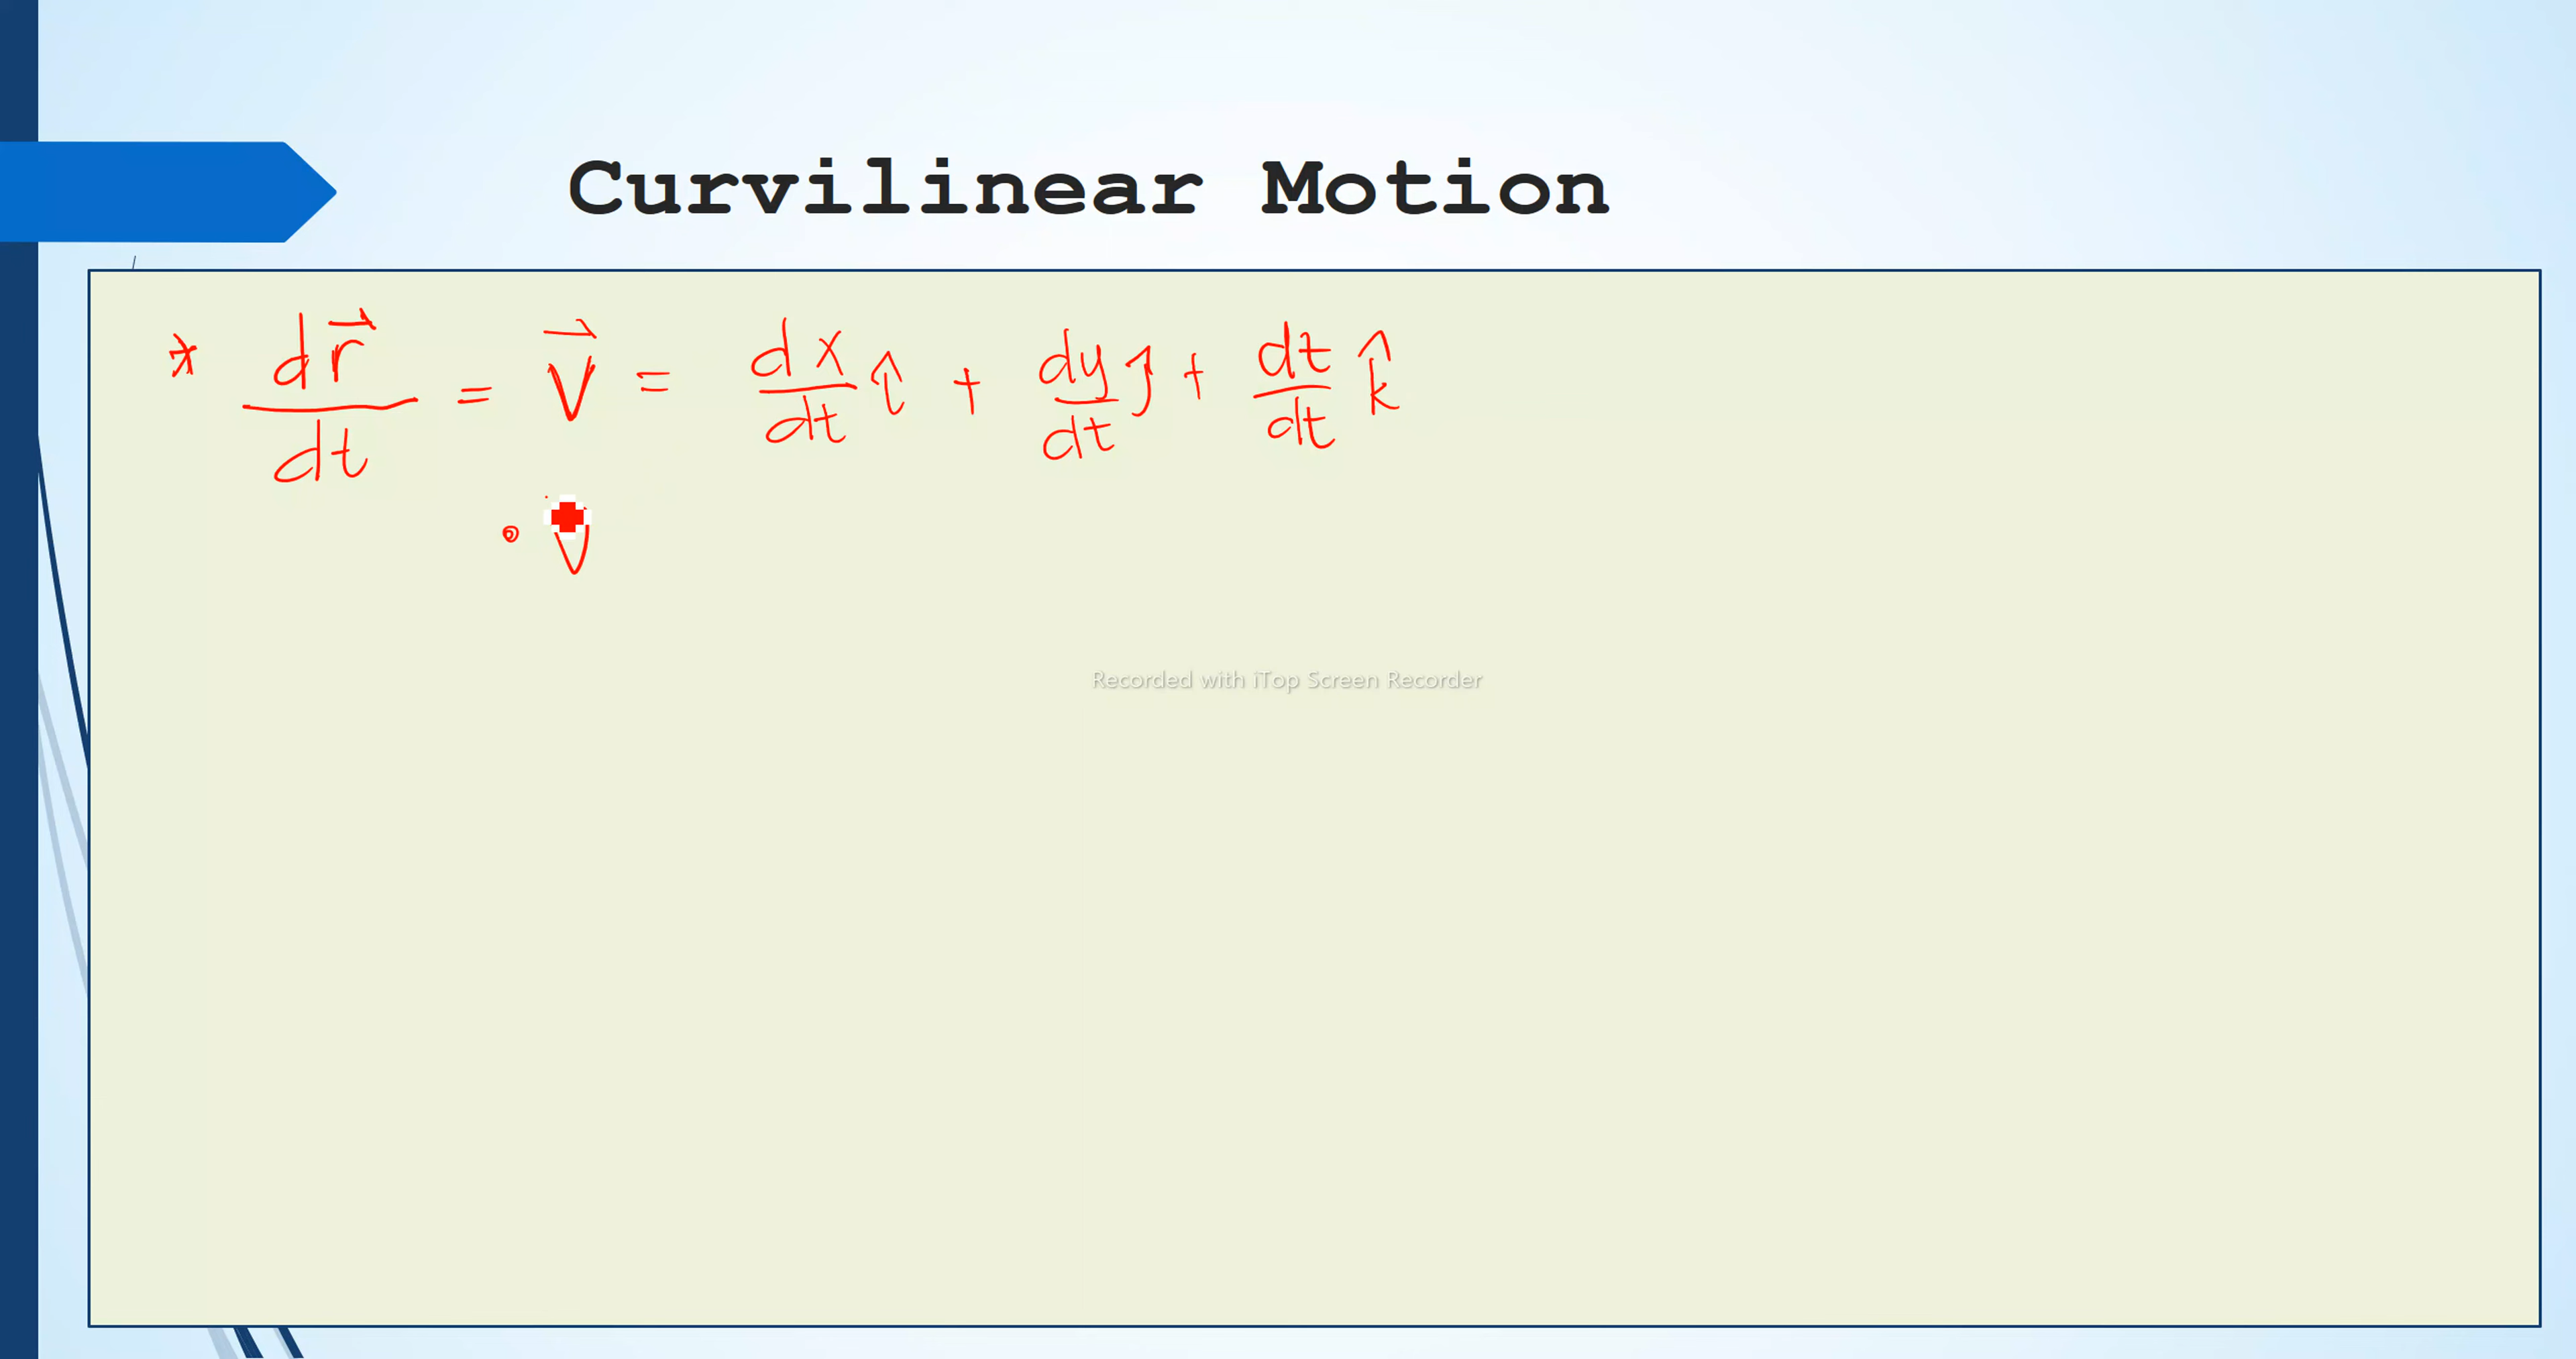 Curvilinear Motion
* dr⃗/dt = V⃗ = dx/dt î + dy/dt ĵ + dt/dt k̂
• V
Recorded with iTop Screen Recorder